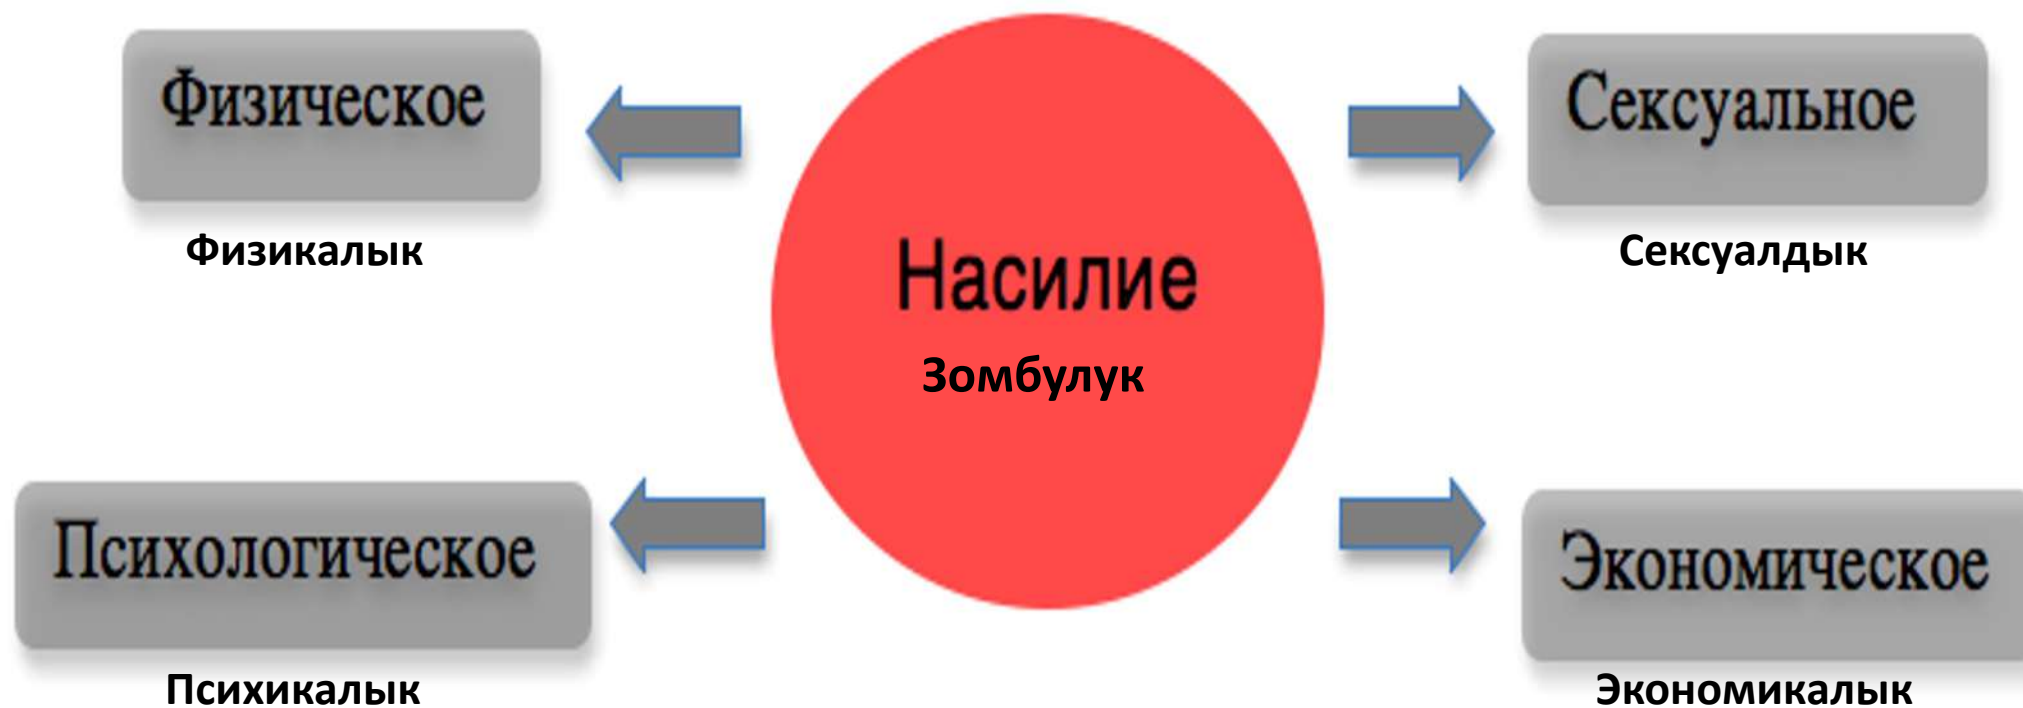 Физическое
Физикалык
Сексуальное
Сексуалдык
Насилие
Зомбулук
Психологическое
Психикалык
Экономическое
Экономикалык